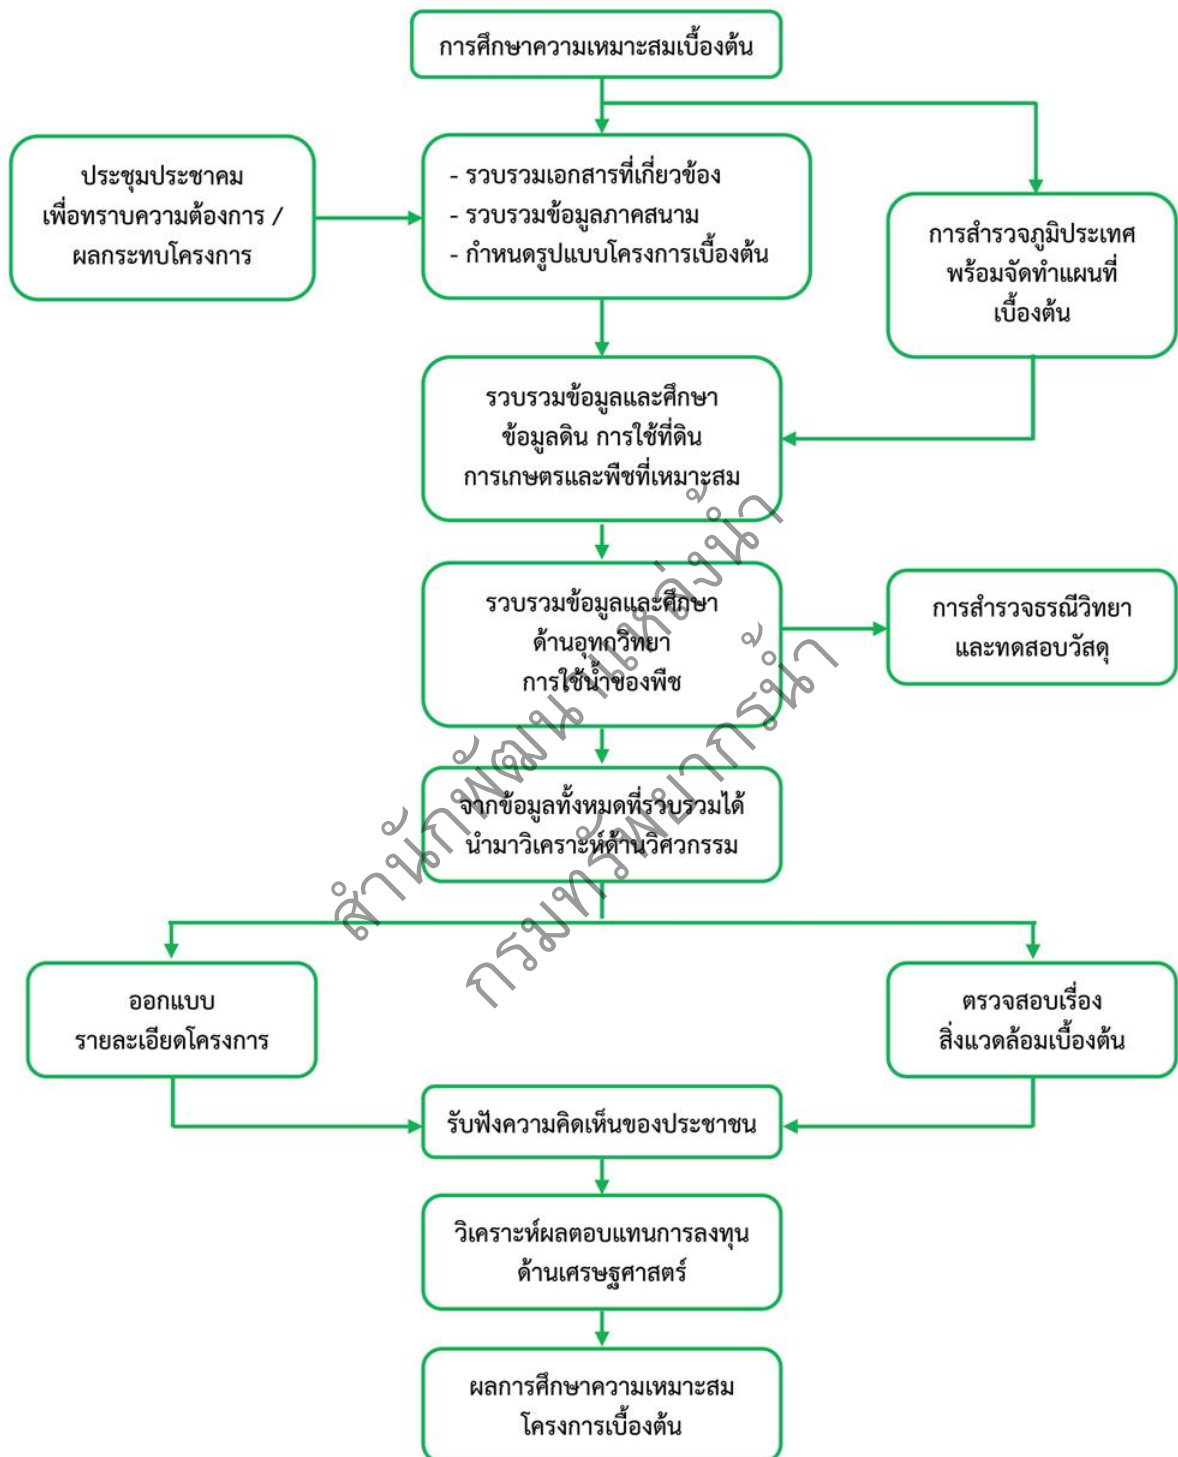 การศึกษาความเหมาะสมเบื้องต้น
ประชุมประชาคม
เพื่อทราบความต้องการ /
ผลกระทบโครงการ
- รวบรวมเอกสารที่เกี่ยวข้อง
- รวบรวมข้อมูลภาคสนาม
- กำหนดรูปแบบโครงการเบื้องต้น
การสำรวจภูมิประเทศ
พร้อมจัดทำแผนที่
เบื้องต้น
รวบรวมข้อมูลและศึกษา
ข้อมูลดิน การใช้ที่ดิน
การเกษตรและพืชที่เหมาะสม
รวบรวมข้อมูลและศึกษา
ด้านอุทกวิทยา
การใช้น้ำของพืช
การสำรวจธรณีวิทยา
และทดสอบวัสดุ
จากข้อมูลทั้งหมดที่รวบรวมได้
นำมาวิเคราะห์ด้านวิศวกรรม
สำนักพัฒนาแหล่งน้ำ
กรมทรัพยากรน้ำ
ออกแบบ
รายละเอียดโครงการ
ตรวจสอบเรื่อง
สิ่งแวดล้อมเบื้องต้น
รับฟังความคิดเห็นของประชาชน
วิเคราะห์ผลตอบแทนการลงทุน
ด้านเศรษฐศาสตร์
ผลการศึกษาความเหมาะสม
โครงการเบื้องต้น